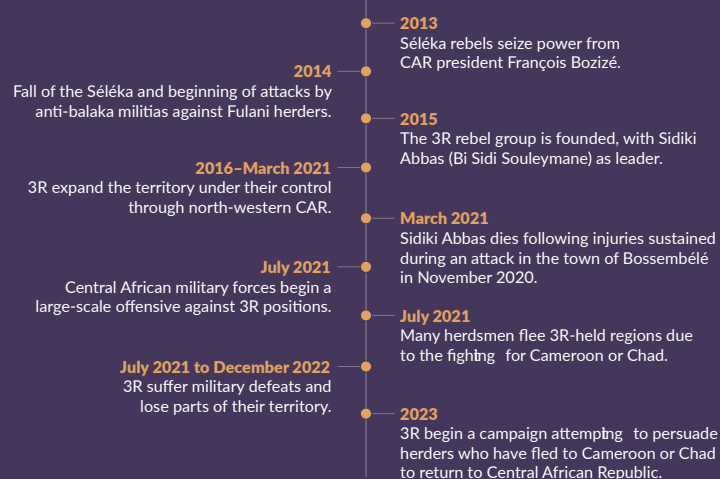 2013
Séléka rebels seize power from
CAR president François Bozizé.
2014
Fall of the Séléka and beginning of attacks by
anti-balaka militias against Fulani herders.
2015
The 3R rebel group is founded, with Sidiki
Abbas (Bi Sidi Souleymane) as leader.
2016–March 2021
3R expand the territory under their control
through north-western CAR.
March 2021
Sidiki Abbas dies following injuries sustained
during an attack in the town of Bossembélé
in November 2020.
July 2021
Central African military forces begin a
large-scale offensive against 3R positions.
July 2021
Many herdsmen flee 3R-held regions due
to the fighting for Cameroon or Chad.
July 2021 to December 2022
3R suffer military defeats and
lose parts of their territory.
2023
3R begin a campaign attempting to persuade
herders who have fled to Cameroon or Chad
to return to Central African Republic.